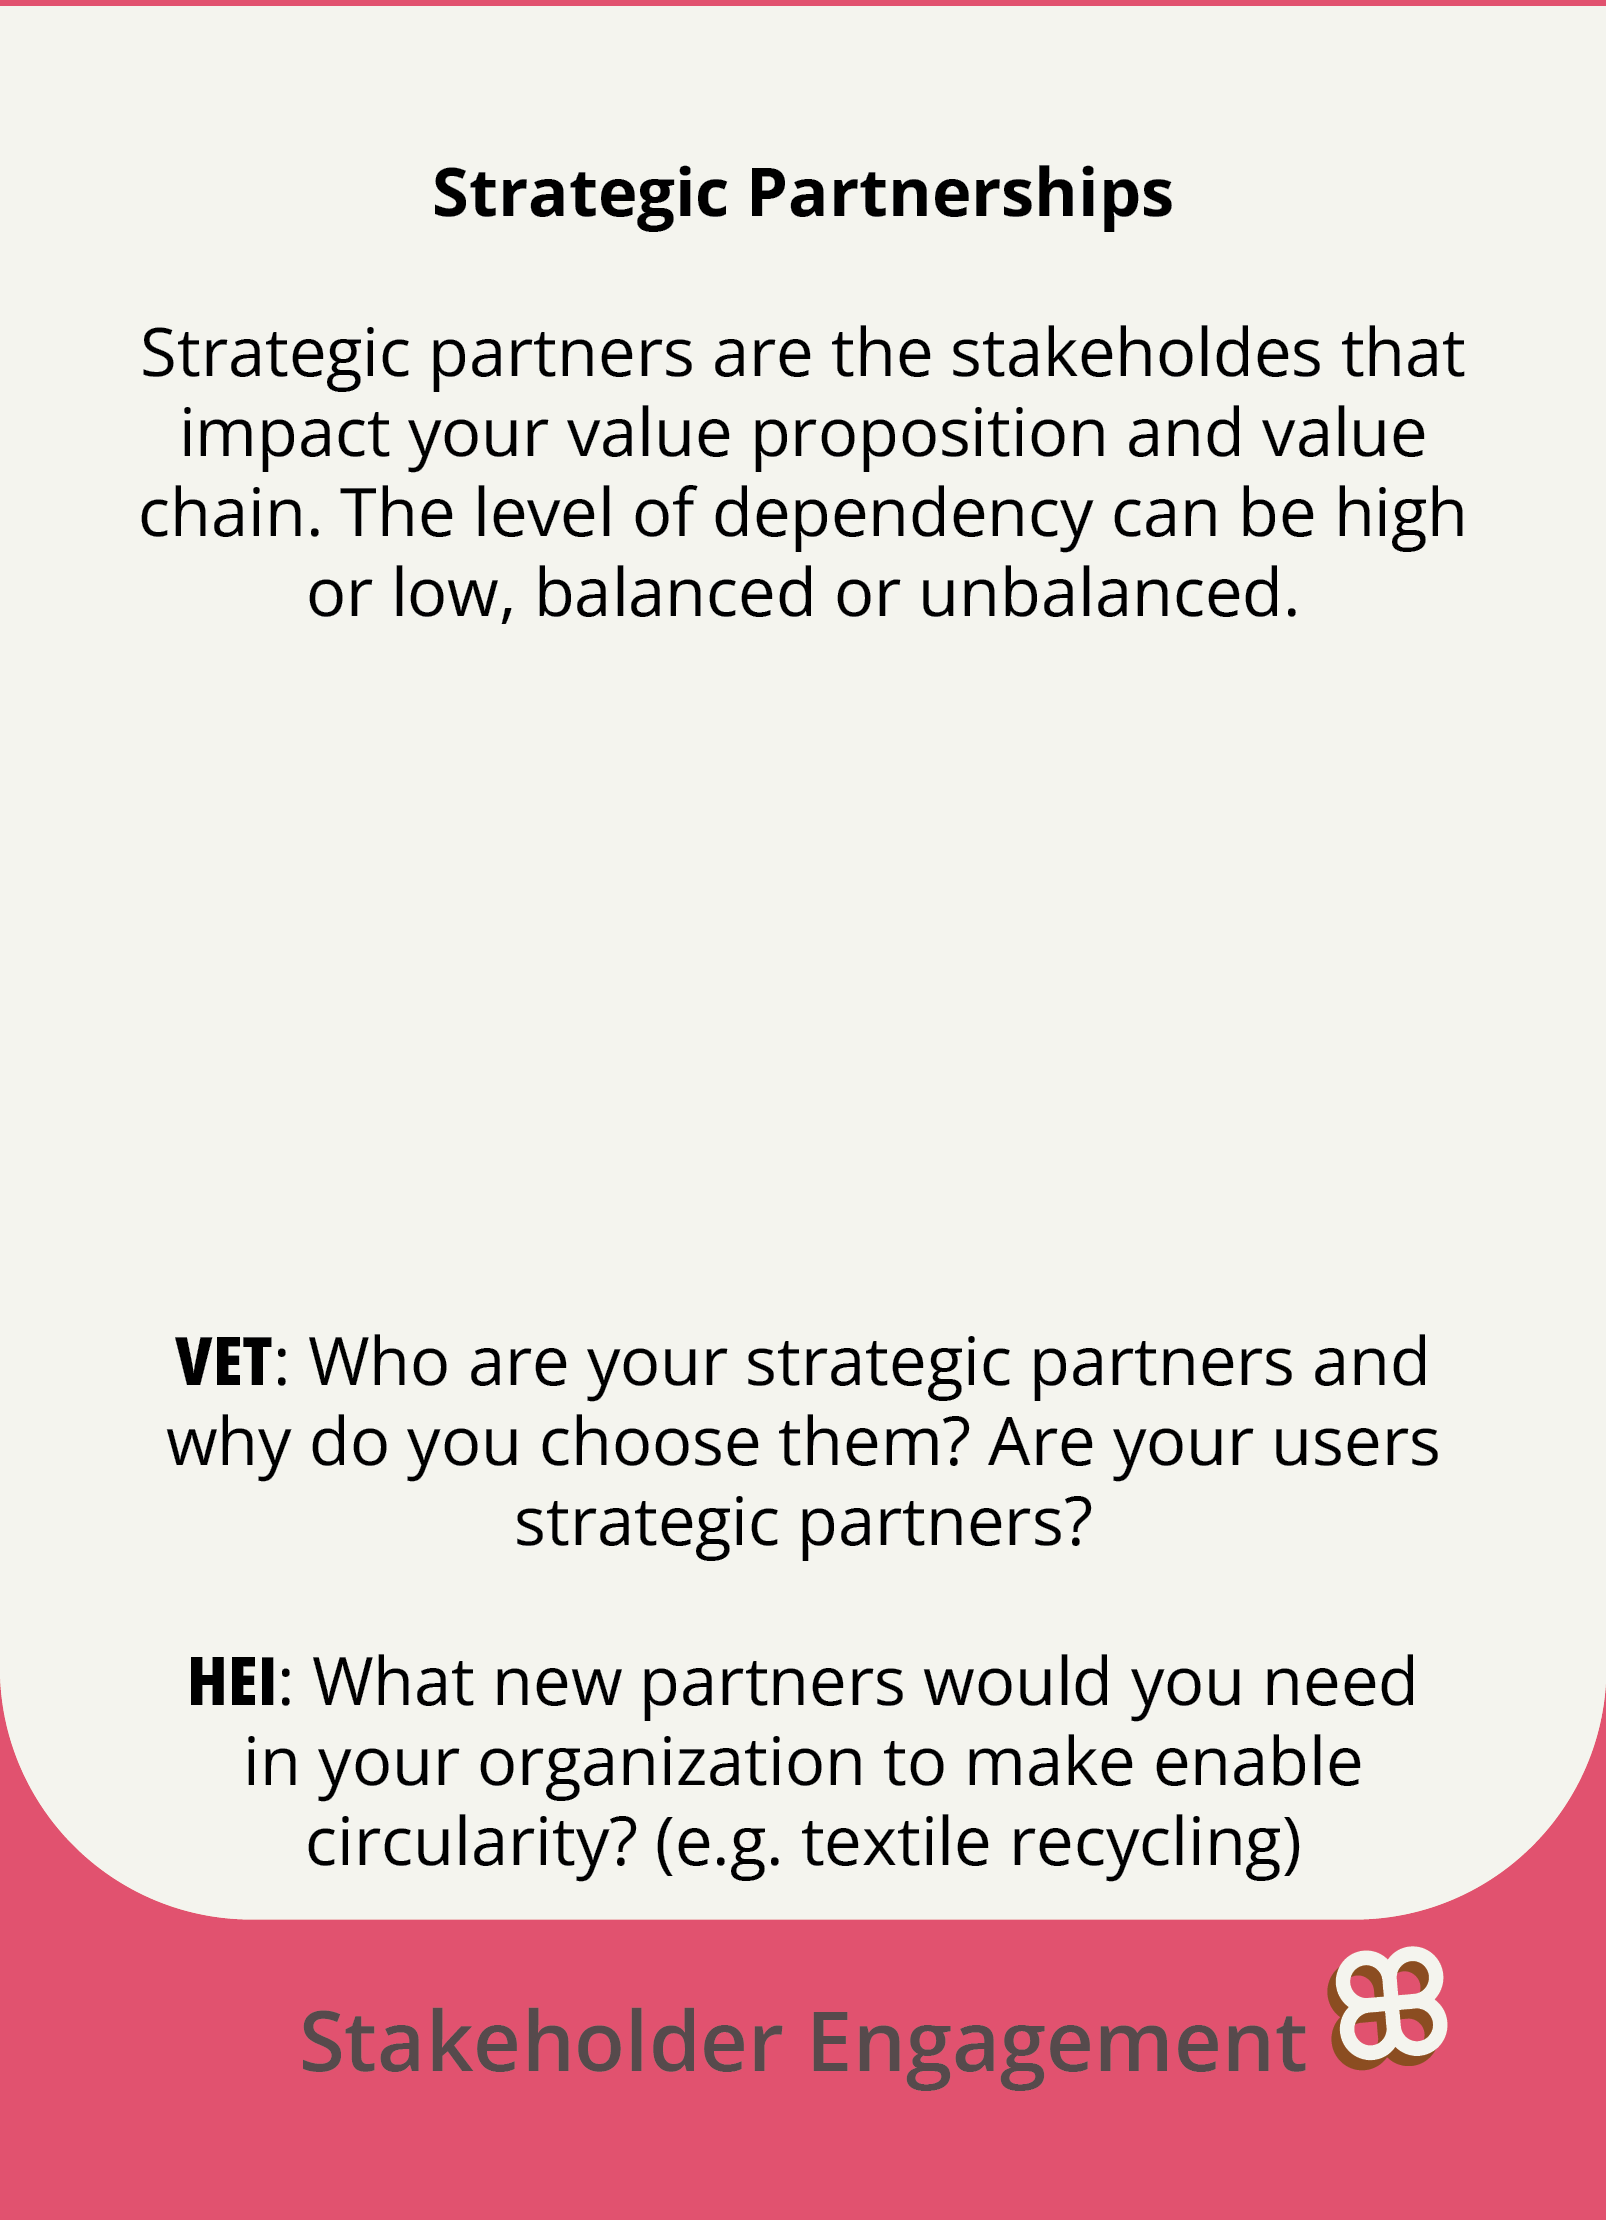 Strategic Partnerships
Strategic partners are the stakeholdes that
impact your value proposition and value
chain. The level of dependency can be high
or low, balanced or unbalanced.
VET: Who are your strategic partners and
why do you choose them? Are your users
strategic partners?
HEI: What new partners would you need
in your organization to make enable
circularity? (e.g. textile recycling)
Stakeholder Engagement